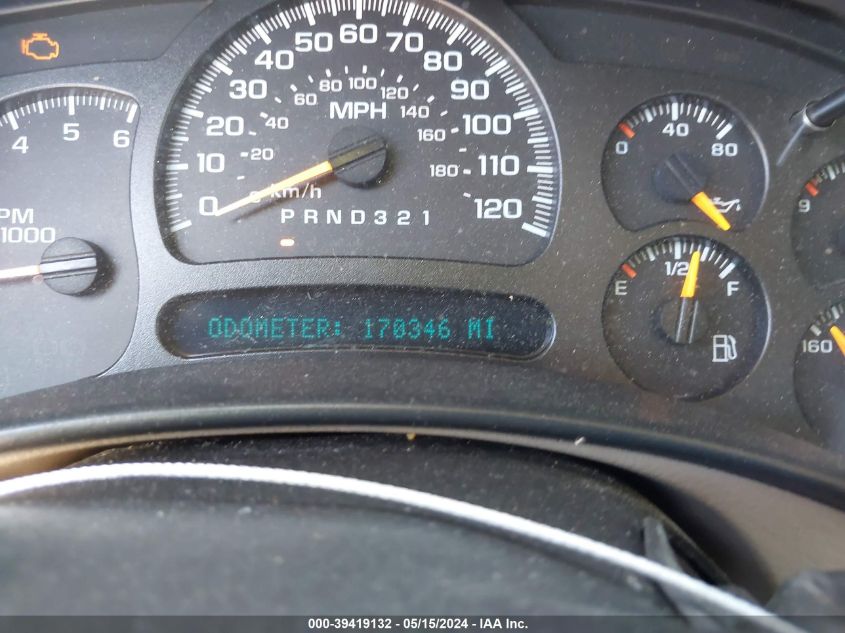 4 5 6
PM
1000
0 10 20 30 40 50 60 70 80 90 100 110 120
20 40 60 80 100 120 140 160 180
MPH
km/h
P R N D 3 2 1
ODOMETER: 170346 MI
0 40 80
E 1/2 F
9
160
000-39419132 - 05/15/2024 - IAA Inc.